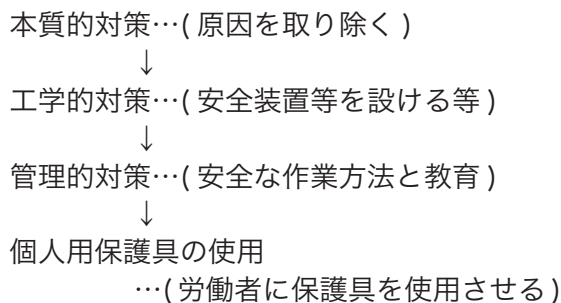 本質的対策…( 原因を取り除く )
↓
工学的対策…( 安全装置等を設ける等 )
↓
管理的対策…( 安全な作業方法と教育 )
↓
個人用保護具の使用
…( 労働者に保護具を使用させる )